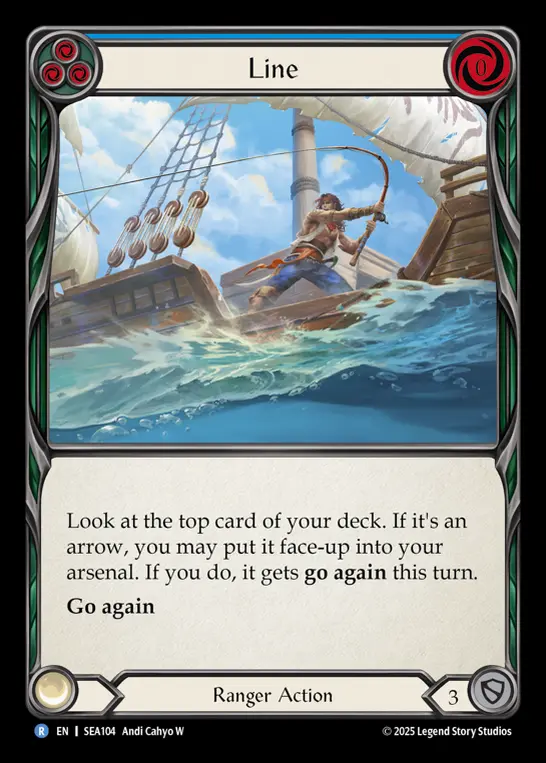 Line
0
Look at the top card of your deck. If it's an
arrow, you may put it face-up into your
arsenal. If you do, it gets go again this turn.
Go again
Ranger Action
3
R EN | SEA104 Andi Cahyo W
© 2025 Legend Story Studios